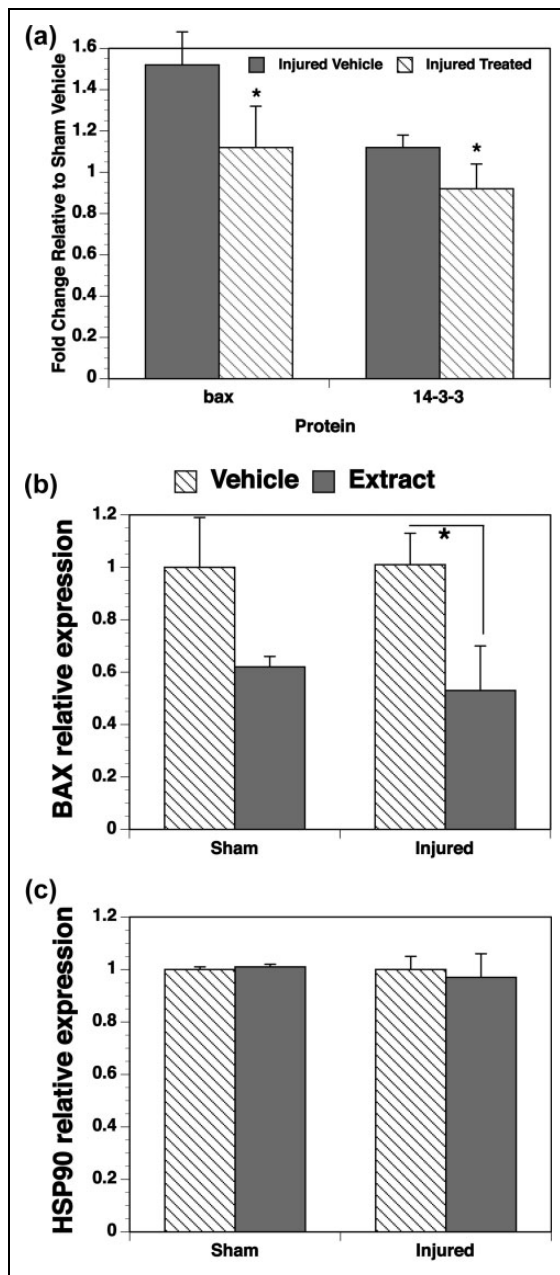 (a)
1.6
1.4
1.2
1
0.8
0.6
0.4
0.2
0
Fold Change Relative to Sham Vehicle
Injured Vehicle Injured Treated
* *
bax 14-3-3
Protein
(b)
Vehicle Extract
1.2
1
0.8
0.6
0.4
0.2
0
BAX relative expression
*
Sham Injured
(c)
1.2
1
0.8
0.6
0.4
0.2
0
HSP90 relative expression
Sham Injured